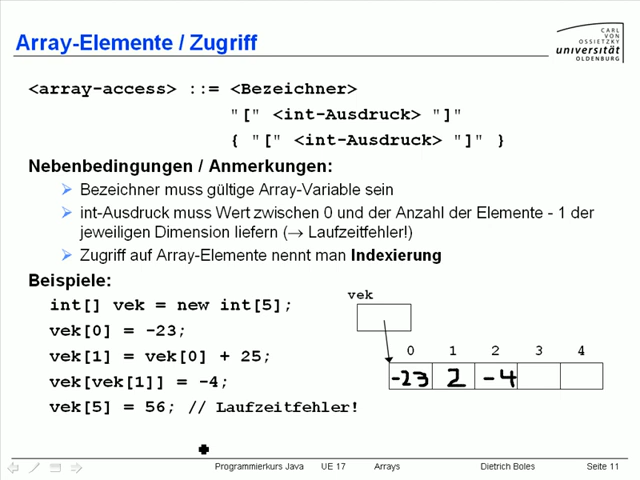 Array-Elemente / Zugriff
CARL
VON
OSSIETZKY
universität
OLDENBURG
<array-access> ::= <Bezeichner>
"[" <int-Ausdruck> "]"
{ "[" <int-Ausdruck> "]" }
Nebenbedingungen / Anmerkungen:
Bezeichner muss gültige Array-Variable sein
int-Ausdruck muss Wert zwischen 0 und der Anzahl der Elemente - 1 der
jeweiligen Dimension liefern (→ Laufzeitfehler!)
Zugriff auf Array-Elemente nennt man Indexierung
Beispiele:
int[] vek = new int[5];
vek[0] = -23;
vek[1] = vek[0] + 25;
vek[vek[1]] = -4;
vek[5] = 56; // Laufzeitfehler!
vek
0 1 2 3 4
-23 2 -4
Programmierkurs Java UE 17 Arrays Dietrich Boles Seite 11